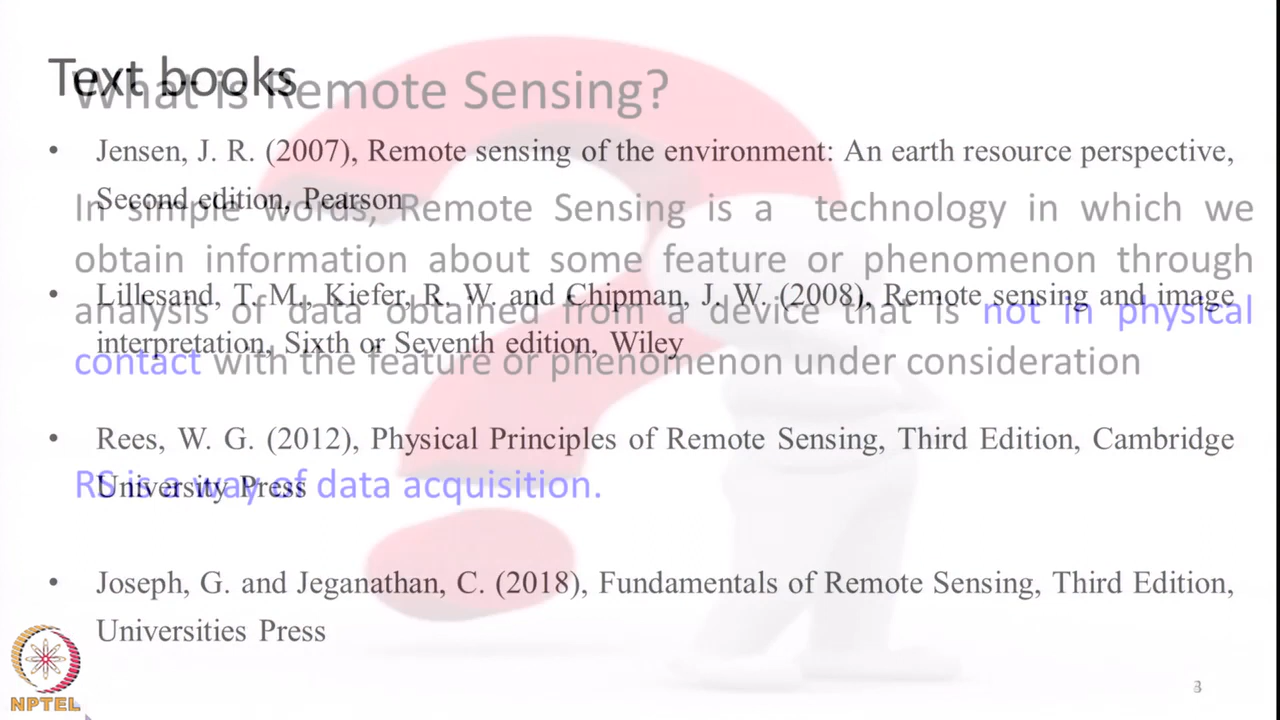 Text books
• Jensen, J. R. (2007), Remote sensing of the environment: An earth resource perspective,
Second edition, Pearson
• Lillesand, T. M., Kiefer, R. W. and Chipman, J. W. (2008), Remote sensing and image
interpretation, Sixth or Seventh edition, Wiley
• Rees, W. G. (2012), Physical Principles of Remote Sensing, Third Edition, Cambridge
University Press
• Joseph, G. and Jeganathan, C. (2018), Fundamentals of Remote Sensing, Third Edition,
Universities Press
What is Remote Sensing?
In simple words, Remote Sensing is a technology in which we
obtain information about some feature or phenomenon through
analysis of data obtained from a device that is not in physical
contact with the feature or phenomenon under consideration
RS is a way of data acquisition.
NPTEL